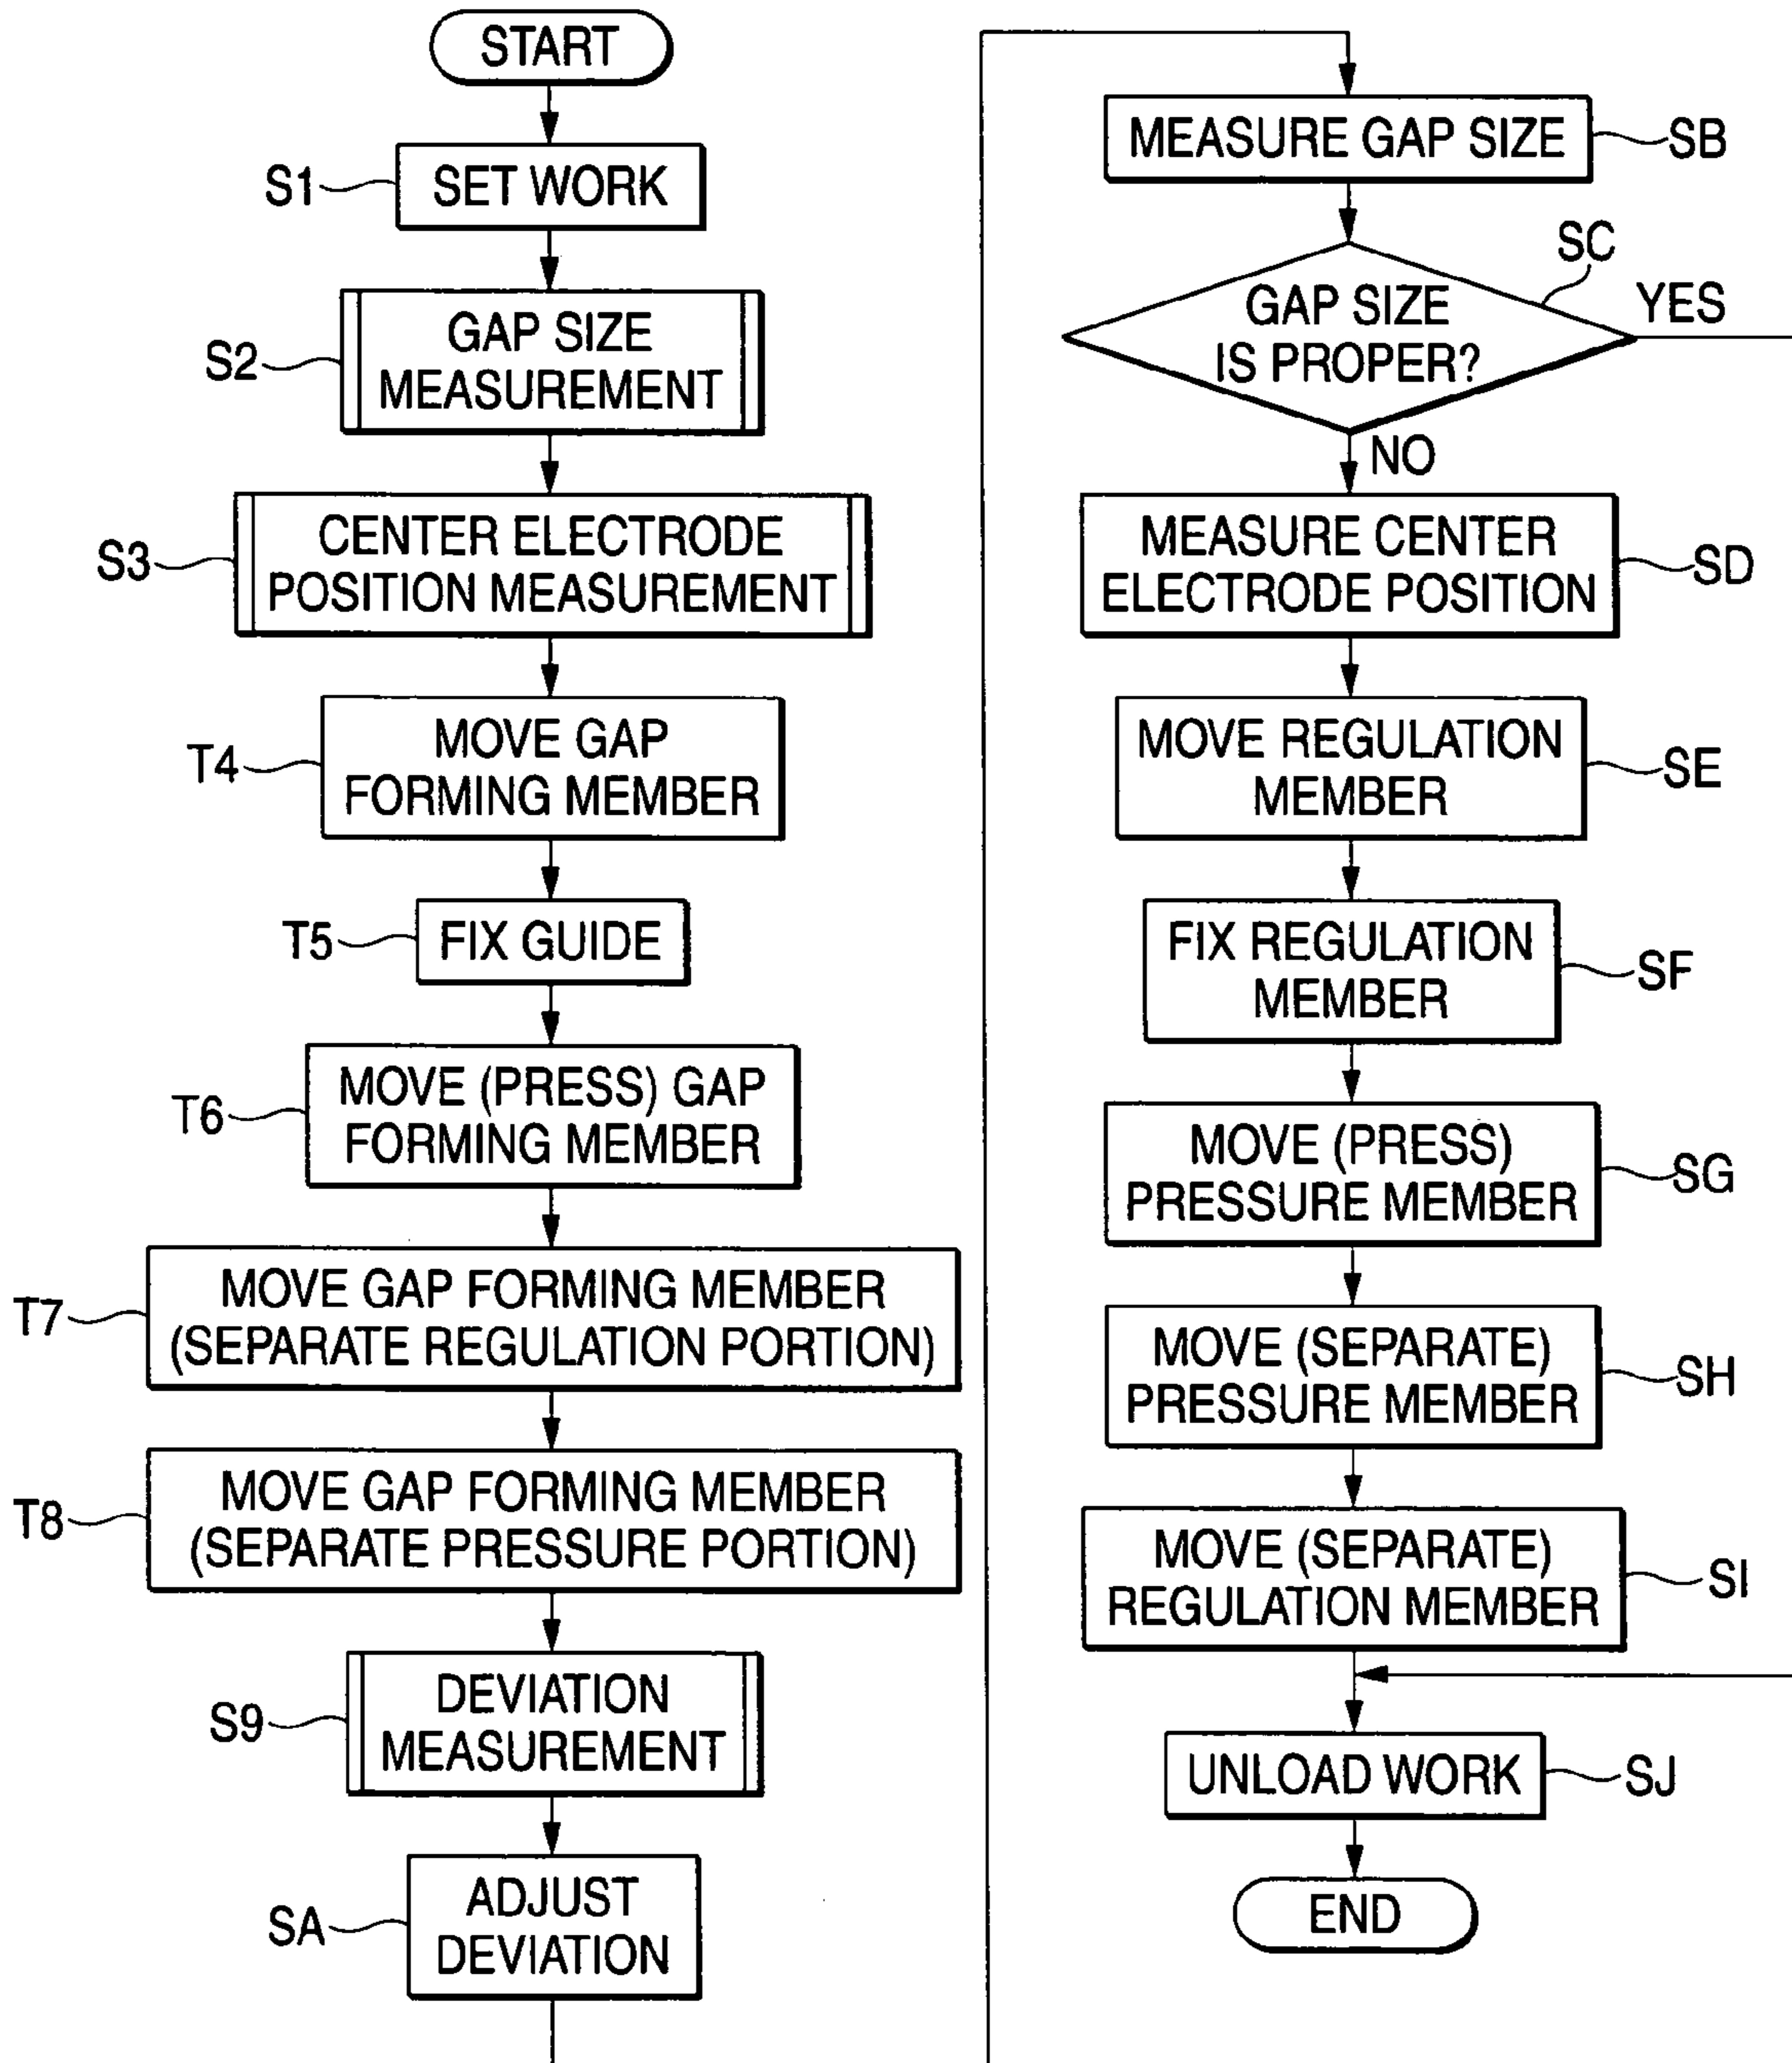 START
S1
SET WORK
S2
GAP SIZE
MEASUREMENT
S3
CENTER ELECTRODE
POSITION MEASUREMENT
T4
MOVE GAP
FORMING MEMBER
T5
FIX GUIDE
T6
MOVE (PRESS) GAP
FORMING MEMBER
T7
MOVE GAP FORMING MEMBER
(SEPARATE REGULATION PORTION)
T8
MOVE GAP FORMING MEMBER
(SEPARATE PRESSURE PORTION)
S9
DEVIATION
MEASUREMENT
SA
ADJUST
DEVIATION
MEASURE GAP SIZE
SB
SC
GAP SIZE
IS PROPER?
YES
NO
MEASURE CENTER
ELECTRODE POSITION
SD
MOVE REGULATION
MEMBER
SE
FIX REGULATION
MEMBER
SF
MOVE (PRESS)
PRESSURE MEMBER
SG
MOVE (SEPARATE)
PRESSURE MEMBER
SH
MOVE (SEPARATE)
REGULATION MEMBER
SI
UNLOAD WORK
SJ
END